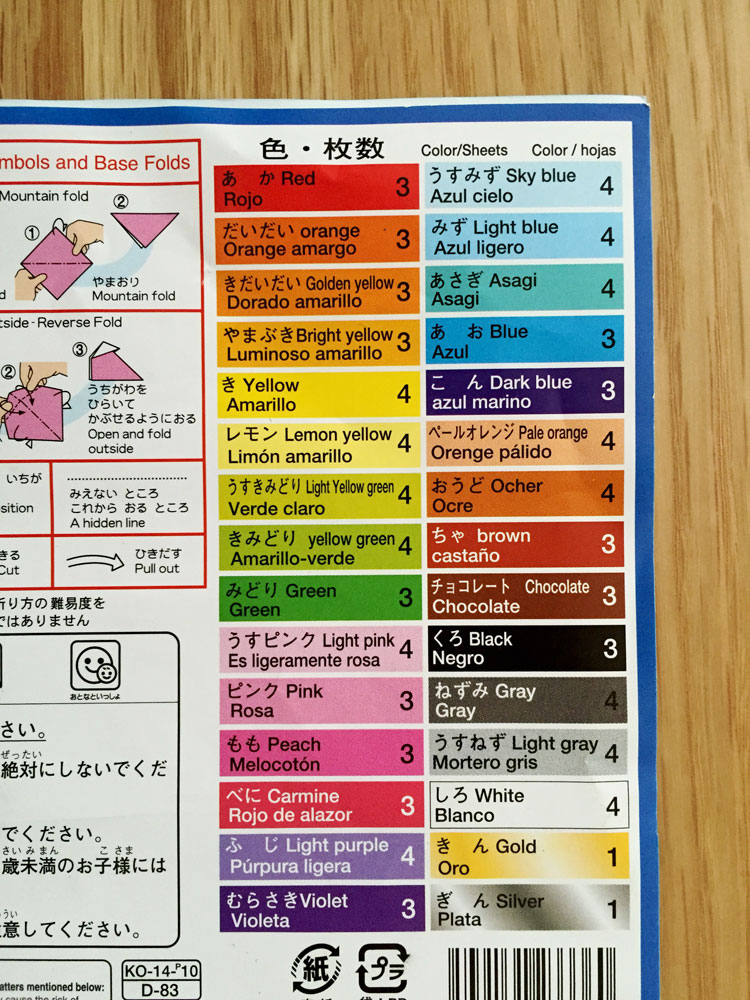 mbols and Base Folds
Mountain fold
①
②
やまおり
Mountain fold
tside-Reverse Fold
②
③
うちがわを
ひらいて
かぶせるようにおる
Open and fold
outside
いちが
sition
みえない ところ
これから おる ところ
A hidden line
きる
Cut
ひきだす
Pull out
折り方の難易度を
ではありません
おとなといっしょ
さい。
ぜったい
絶対にしないでくだ
でください。
さい み まん こ さま
歳未満のお子様には
意してください。
atters mentioned below:
KO-14-P10
D-83
色・枚数 Color/Sheets Color / hojas
あ か Red 3
Rojo
だいだい orange 3
Orange amargo
きだいだい Golden yellow 3
Dorado amarillo
やまぶき Bright yellow 3
Luminoso amarillo
き Yellow 4
Amarillo
レモン Lemon yellow 4
Limón amarillo
うすきみどり Light Yellow green 4
Verde claro
きみどり yellow green 4
Amarillo-verde
みどり Green 3
Green
うすピンク Light pink 4
Es ligeramente rosa
ピンク Pink 3
Rosa
もも Peach 3
Melocotón
べに Carmine 3
Rojo de alazor
ふ じ Light purple 4
Púrpura ligera
むらさき Violet 3
Violeta
うすみず Sky blue 4
Azul cielo
みず Light blue 4
Azul ligero
あさぎ Asagi 4
Asagi
あ お Blue 3
Azul
こ ん Dark blue 3
azul marino
ペールオレンジ Pale orange 4
Orenge pálido
おうど Ocher 4
Ocre
ちゃ brown 3
castaño
チョコレート Chocolate 3
Chocolate
くろ Black 3
Negro
ねずみ Gray 4
Gray
うすねず Light gray 4
Mortero gris
しろ White 4
Blanco
き ん Gold 1
Oro
ぎ ん Silver 1
Plata
紙
プラ